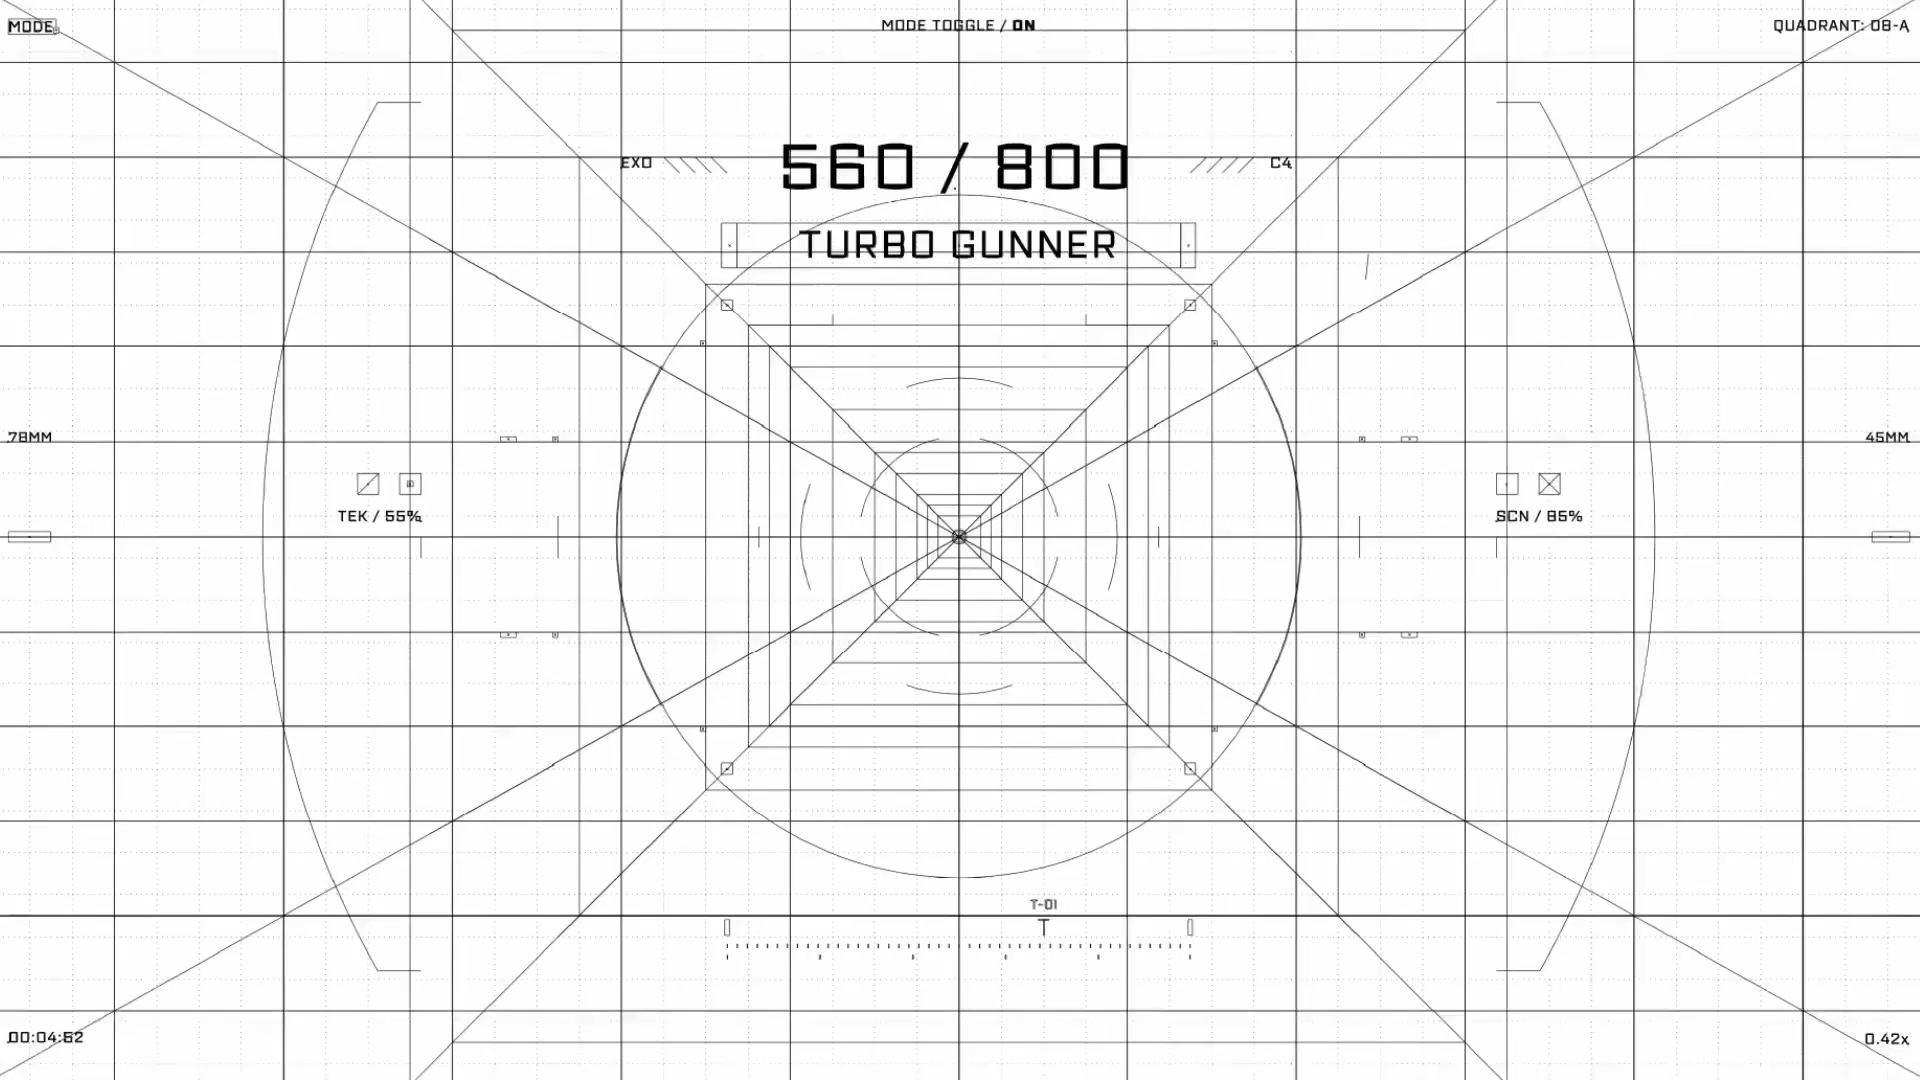 MODE
MODE TOGGLE / ON
QUADRANT: 08-A
EXO
560 / 800
C4
TURBO GUNNER
.78MM
45MM
TEK / 55%
SCN / 85%
T-01
T
00:04:52
0.42x